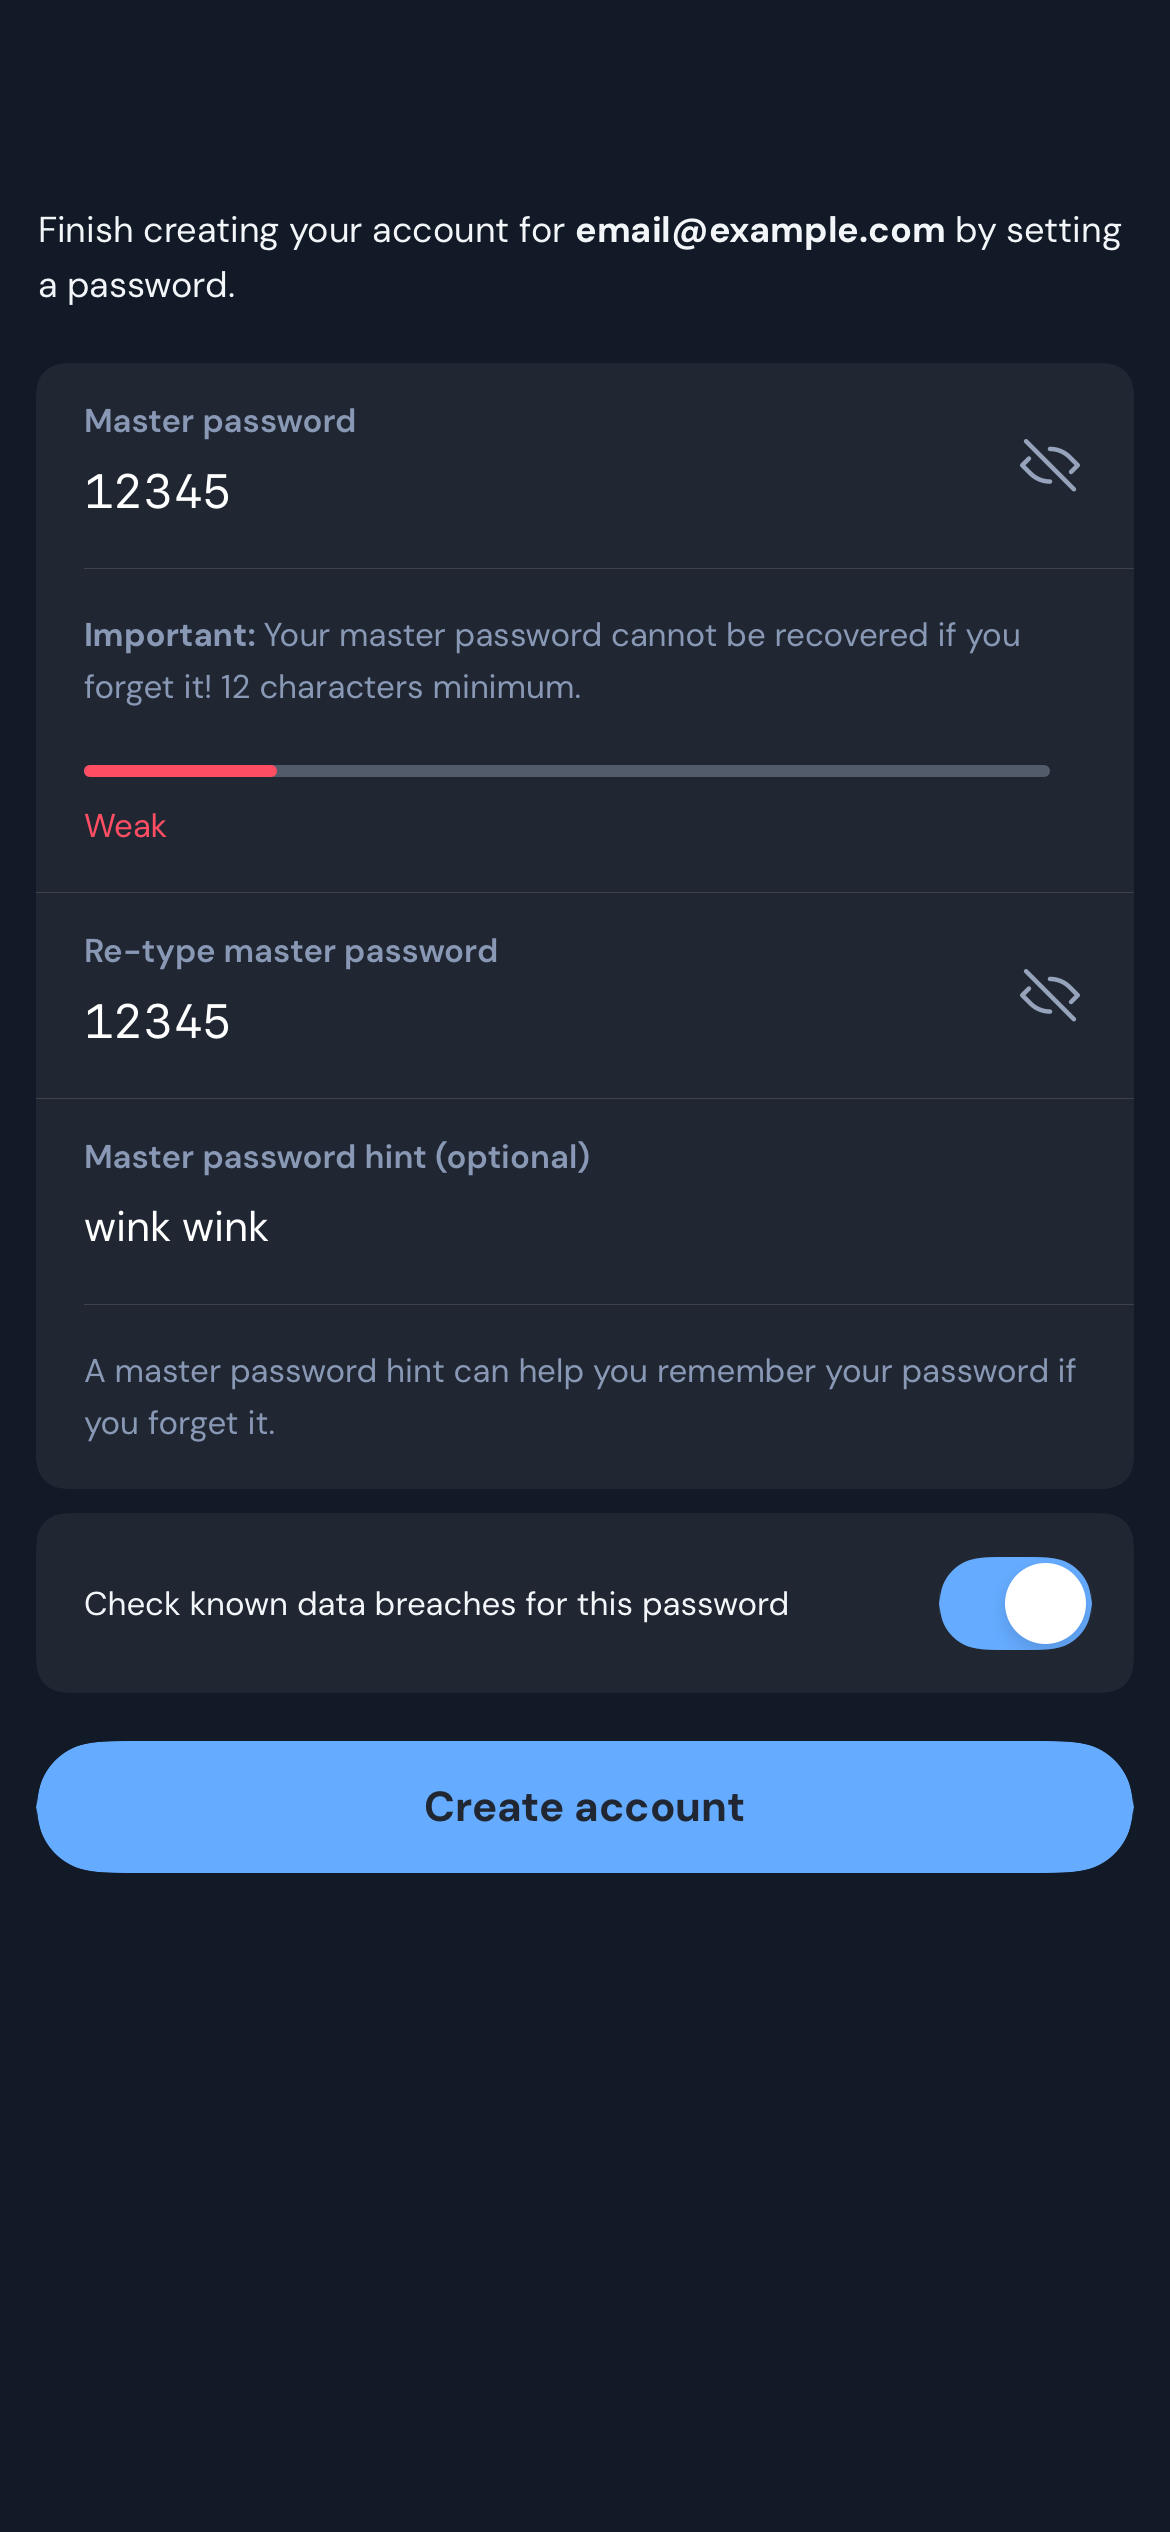 Finish creating your account for email@example.com by setting
a password.
Master password
12345
Important: Your master password cannot be recovered if you
forget it! 12 characters minimum.
Weak
Re-type master password
12345
Master password hint (optional)
wink wink
A master password hint can help you remember your password if
you forget it.
Check known data breaches for this password
Create account